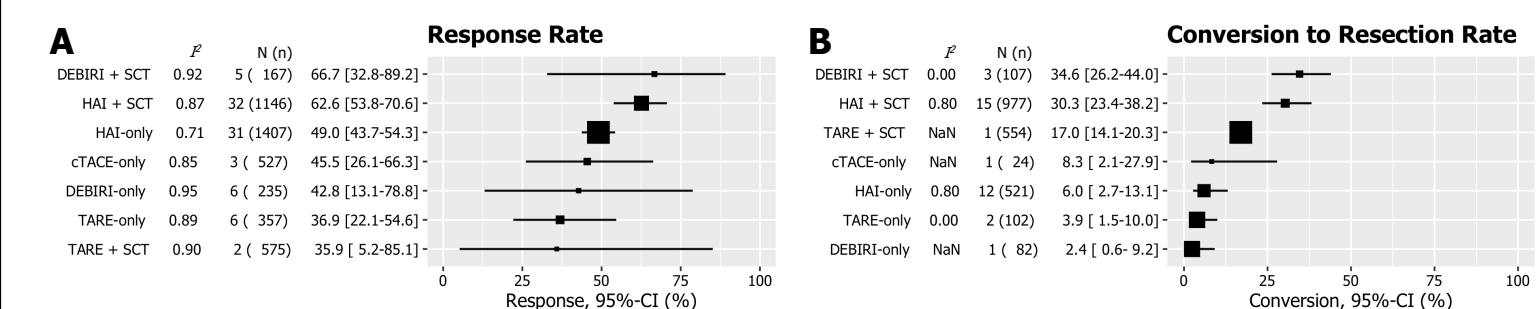 A
Response Rate
I² N (n)
DEBIRI + SCT 0.92 5 ( 167) 66.7 [32.8-89.2]
HAI + SCT 0.87 32 (1146) 62.6 [53.8-70.6]
HAI-only 0.71 31 (1407) 49.0 [43.7-54.3]
cTACE-only 0.85 3 ( 527) 45.5 [26.1-66.3]
DEBIRI-only 0.95 6 ( 235) 42.8 [13.1-78.8]
TARE-only 0.89 6 ( 357) 36.9 [22.1-54.6]
TARE + SCT 0.90 2 ( 575) 35.9 [ 5.2-85.1]
0 25 50 75 100
Response, 95%-CI (%)
B
Conversion to Resection Rate
I² N (n)
DEBIRI + SCT 0.00 3 (107) 34.6 [26.2-44.0]
HAI + SCT 0.80 15 (977) 30.3 [23.4-38.2]
TARE + SCT NaN 1 (554) 17.0 [14.1-20.3]
cTACE-only NaN 1 ( 24) 8.3 [ 2.1-27.9]
HAI-only 0.80 12 (521) 6.0 [ 2.7-13.1]
TARE-only 0.00 2 (102) 3.9 [ 1.5-10.0]
DEBIRI-only NaN 1 ( 82) 2.4 [ 0.6- 9.2]
0 25 50 75 100
Conversion, 95%-CI (%)